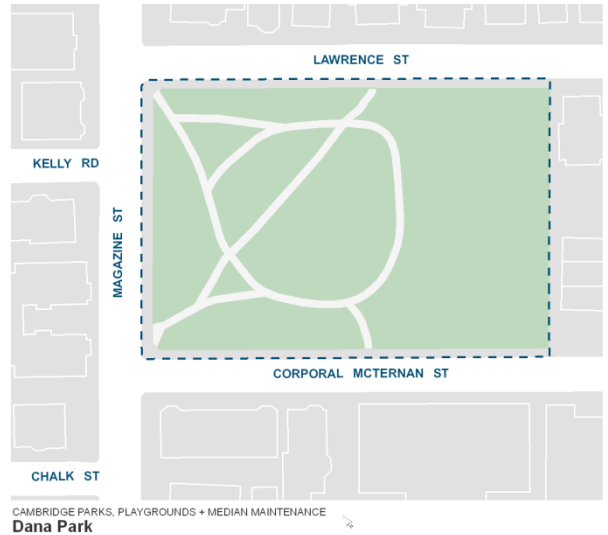 LAWRENCE ST
KELLY RD
MAGAZINE ST
CORPORAL MCTERNAN ST
CHALK ST
CAMBRIDGE PARKS, PLAYGROUNDS + MEDIAN MAINTENANCE
Dana Park